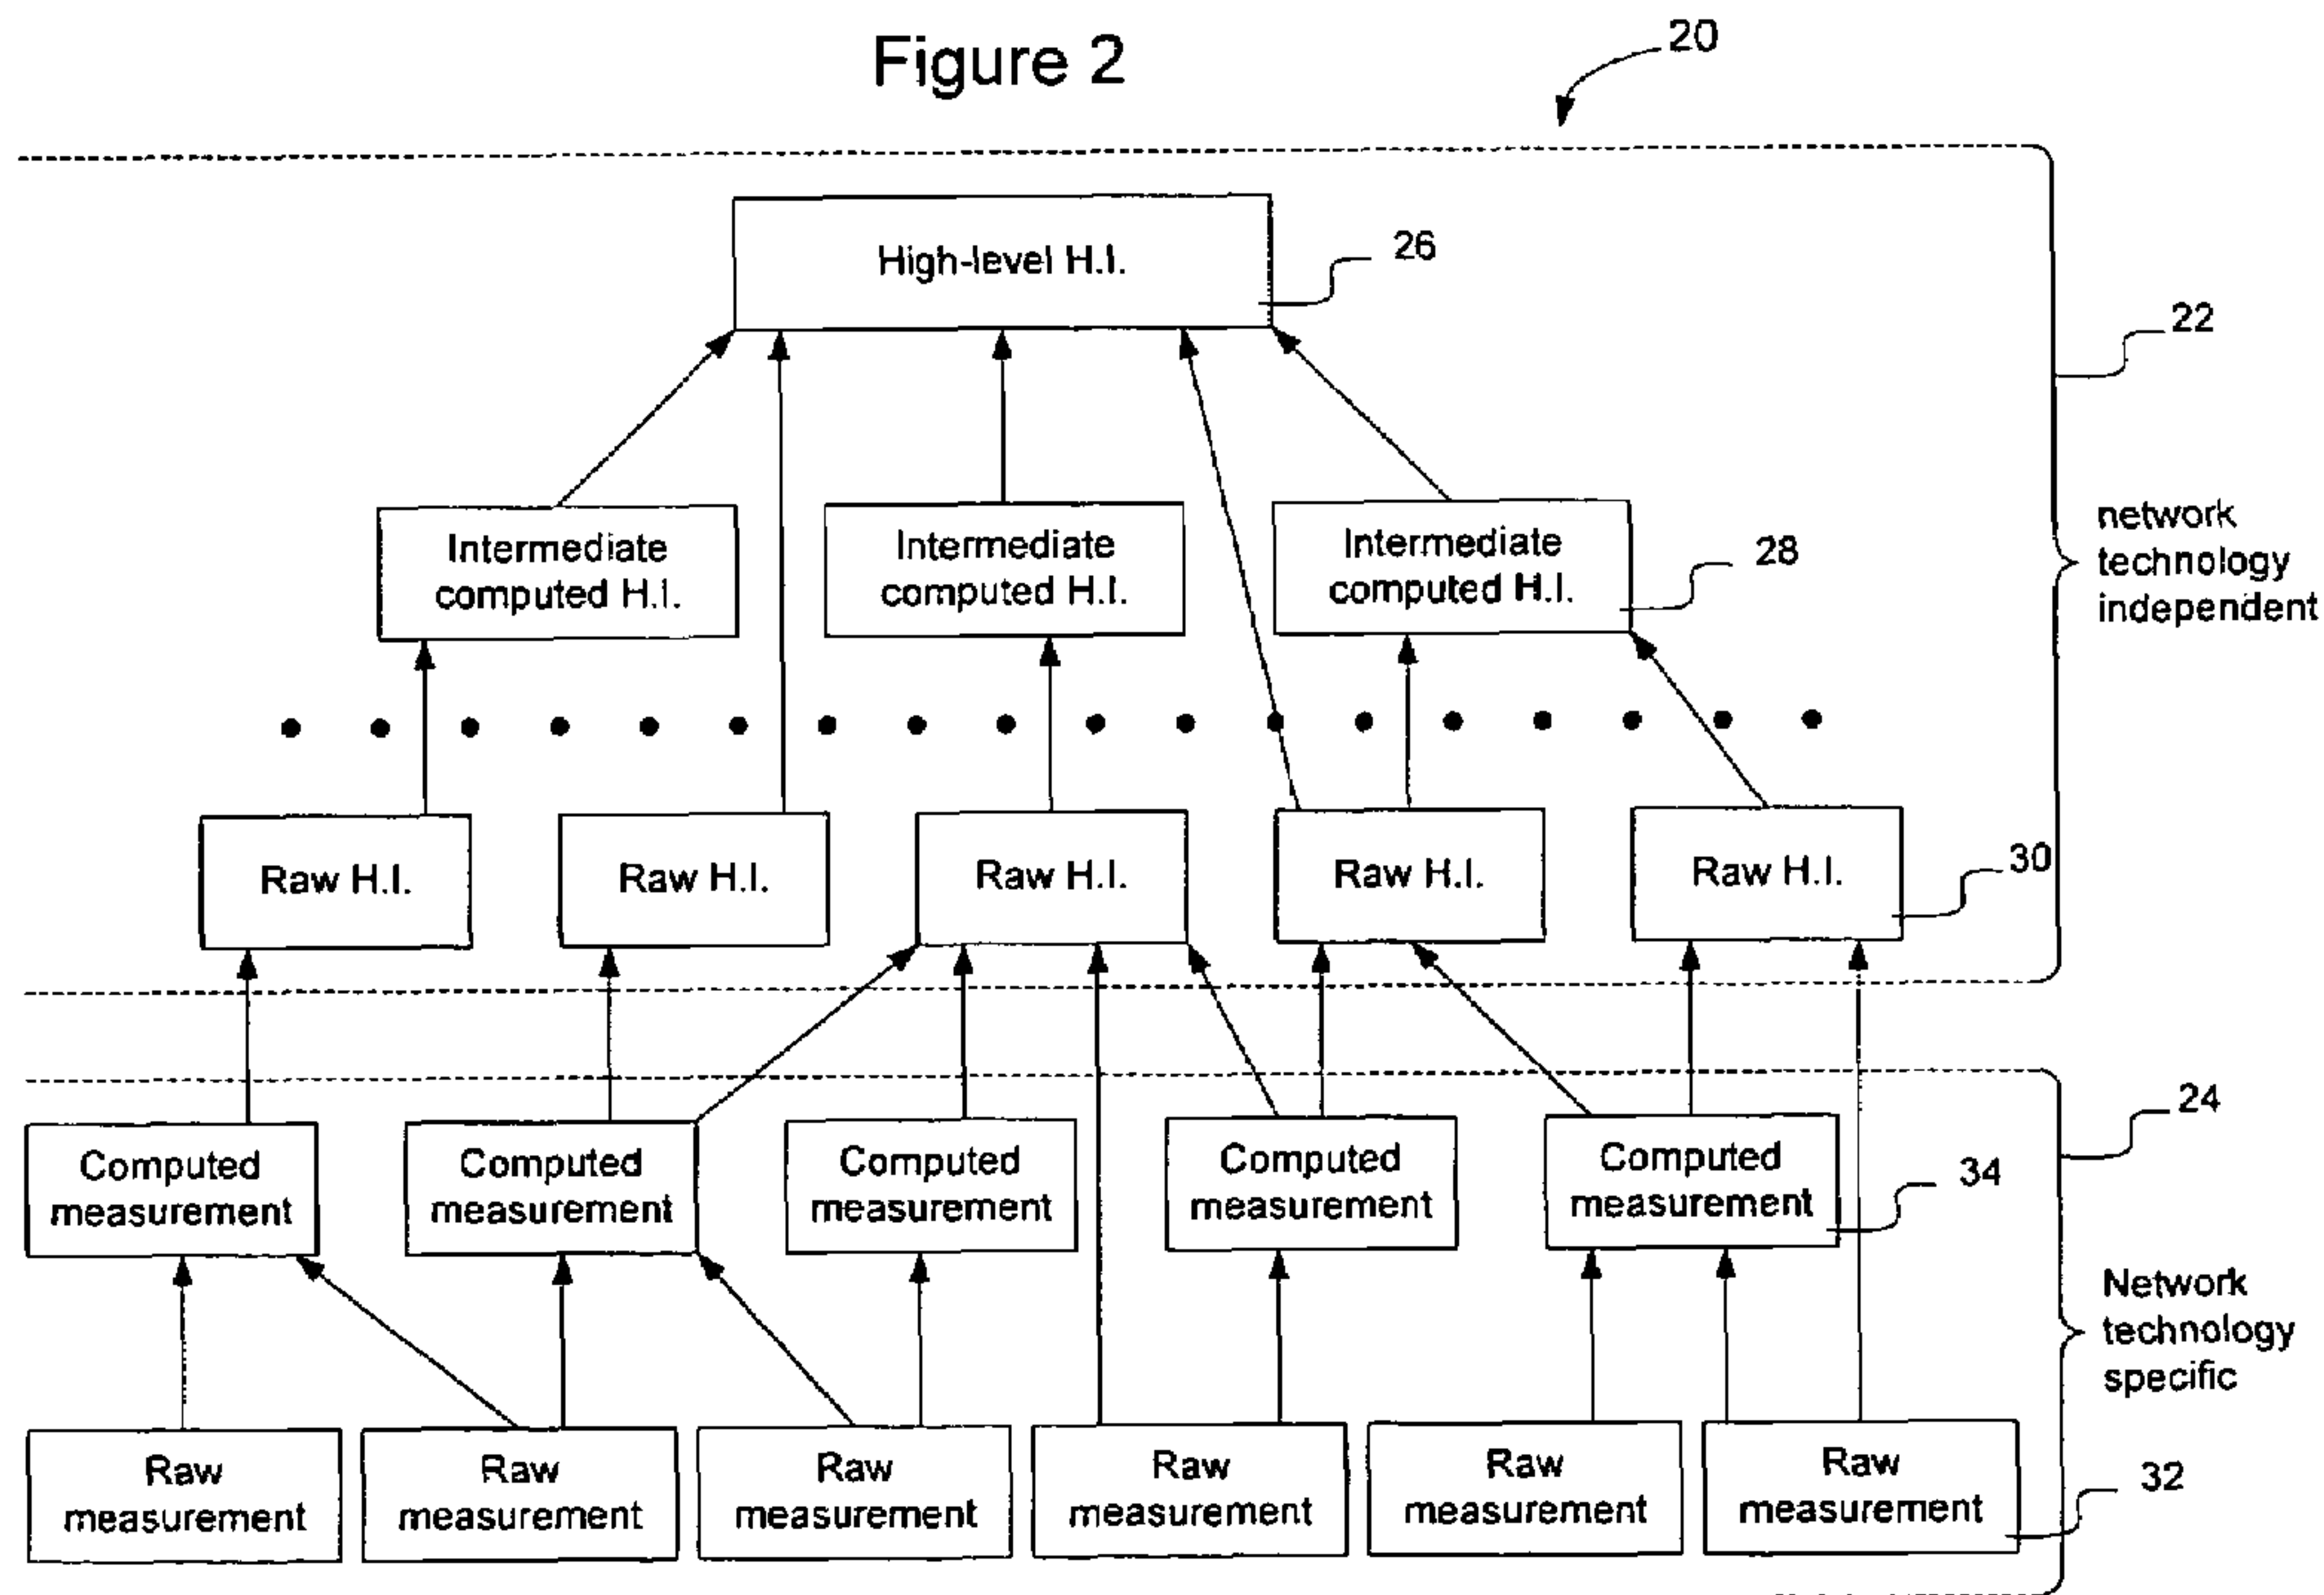 Figure 2
20
High-level H.I.
26
22
Intermediate
computed H.I.
Intermediate
computed H.I.
Intermediate
computed H.I.
28
network
technology
independent
Raw H.I.
Raw H.I.
Raw H.I.
Raw H.I.
Raw H.I.
30
24
Computed
measurement
Computed
measurement
Computed
measurement
Computed
measurement
Computed
measurement
34
Network
technology
specific
Raw
measurement
Raw
measurement
Raw
measurement
Raw
measurement
Raw
measurement
Raw
measurement
32